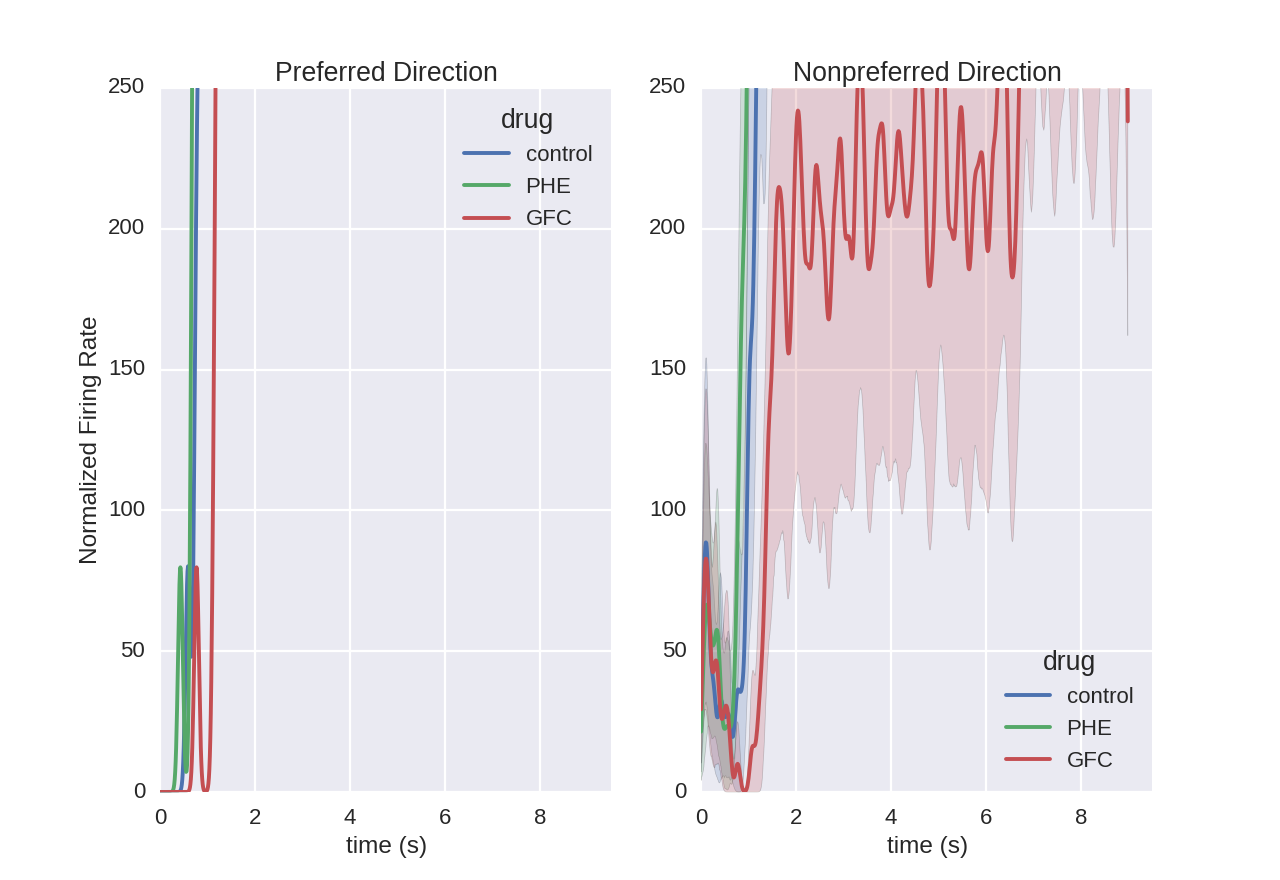 Preferred Direction
250
200
150
100
50
0
Normalized Firing Rate
drug
control
PHE
GFC
0 2 4 6 8
time (s)
Nonpreferred Direction
250
200
150
100
50
0
drug
control
PHE
GFC
0 2 4 6 8
time (s)